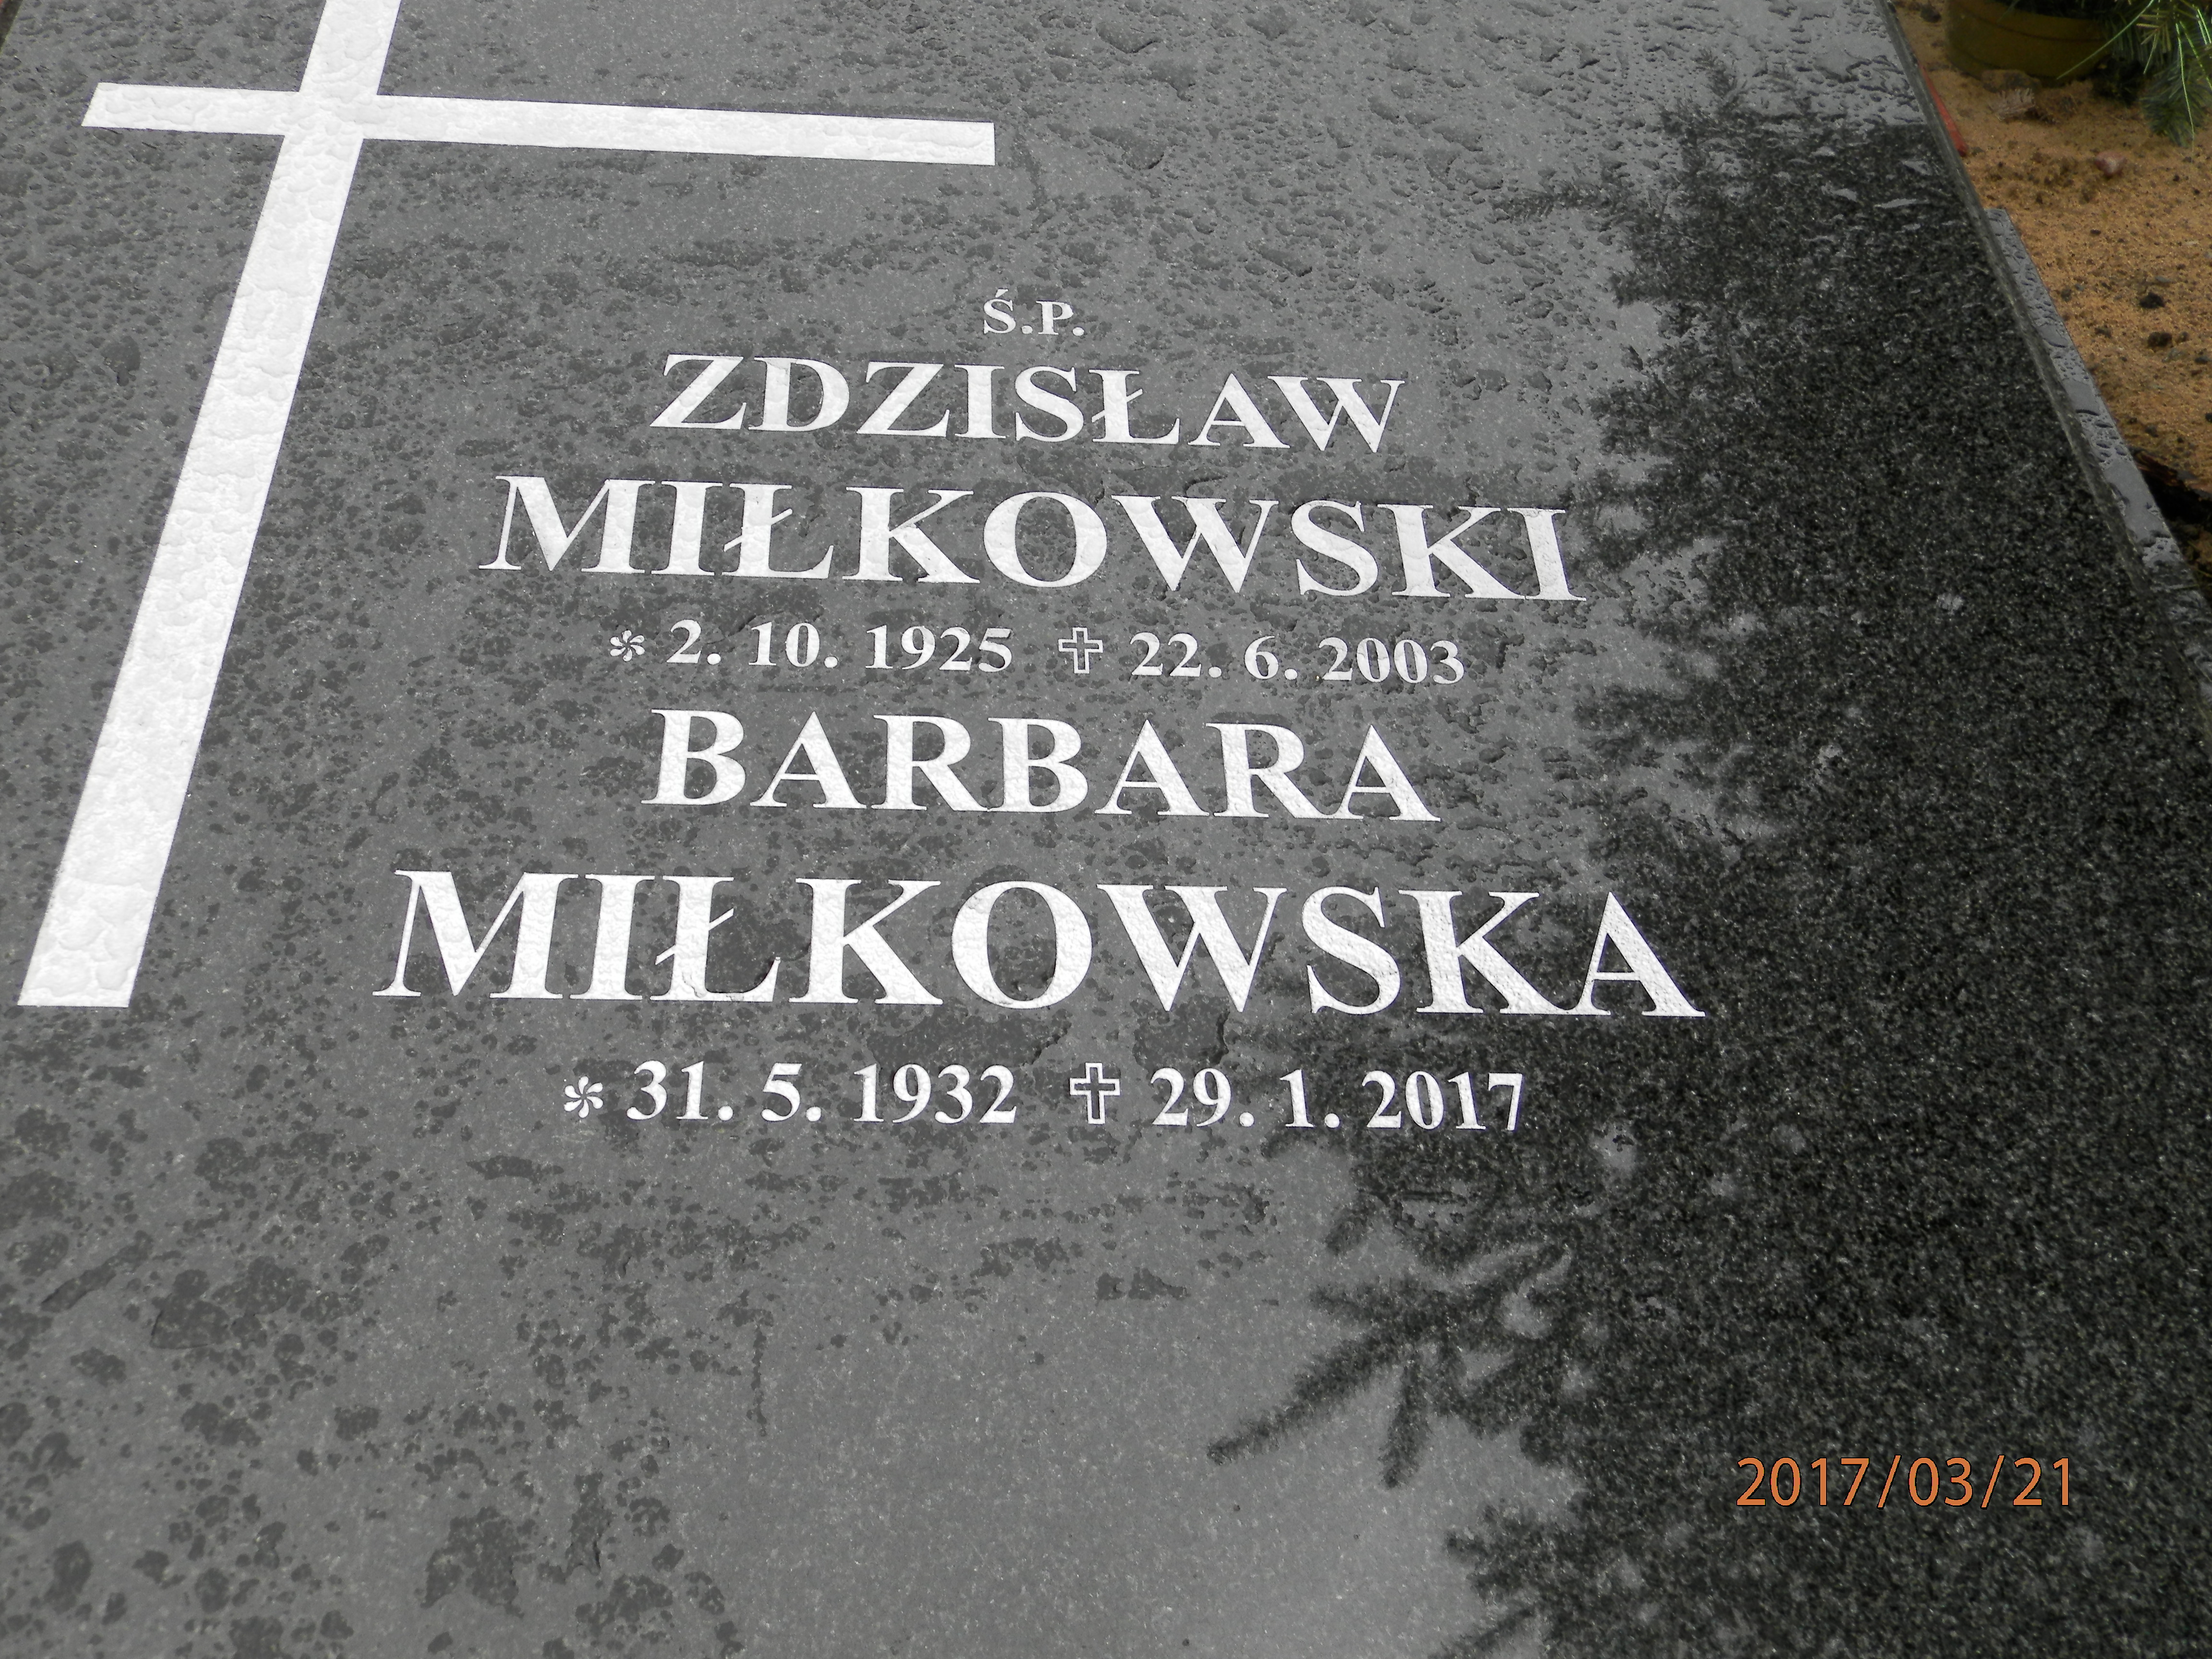 Ś.P.
ZDZISŁAW
MIŁKOWSKI
* 2. 10. 1925 ✝ 22. 6. 2003
BARBARA
MIŁKOWSKA
* 31. 5. 1932 ✝ 29. 1. 2017
2017/03/21